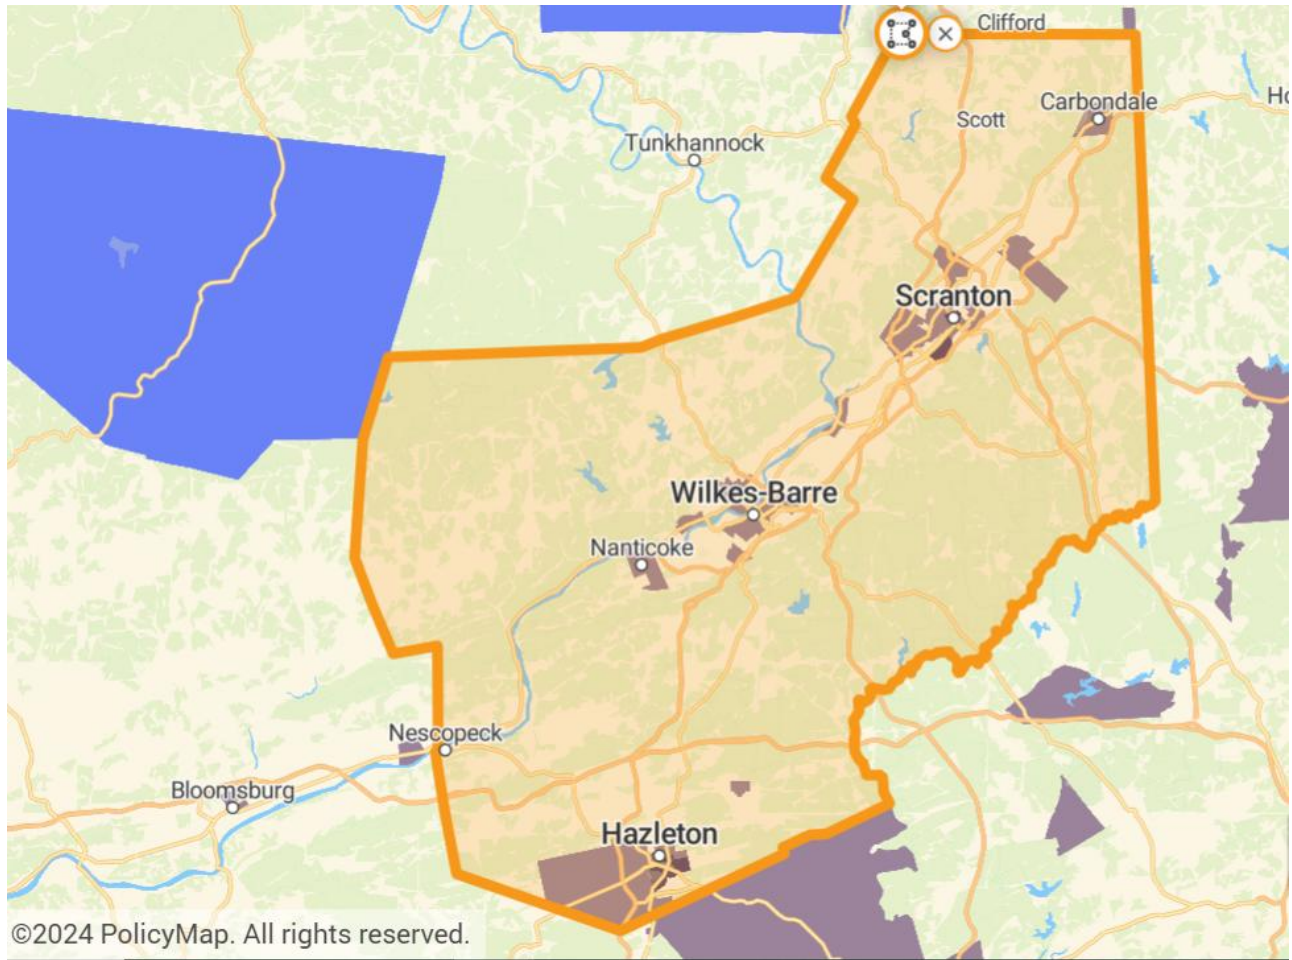 Clifford
Carbondale
Scott
Tunkhannock
Scranton
Wilkes-Barre
Nanticoke
Nescopeck
Bloomsburg
Hazleton
©2024 PolicyMap. All rights reserved.